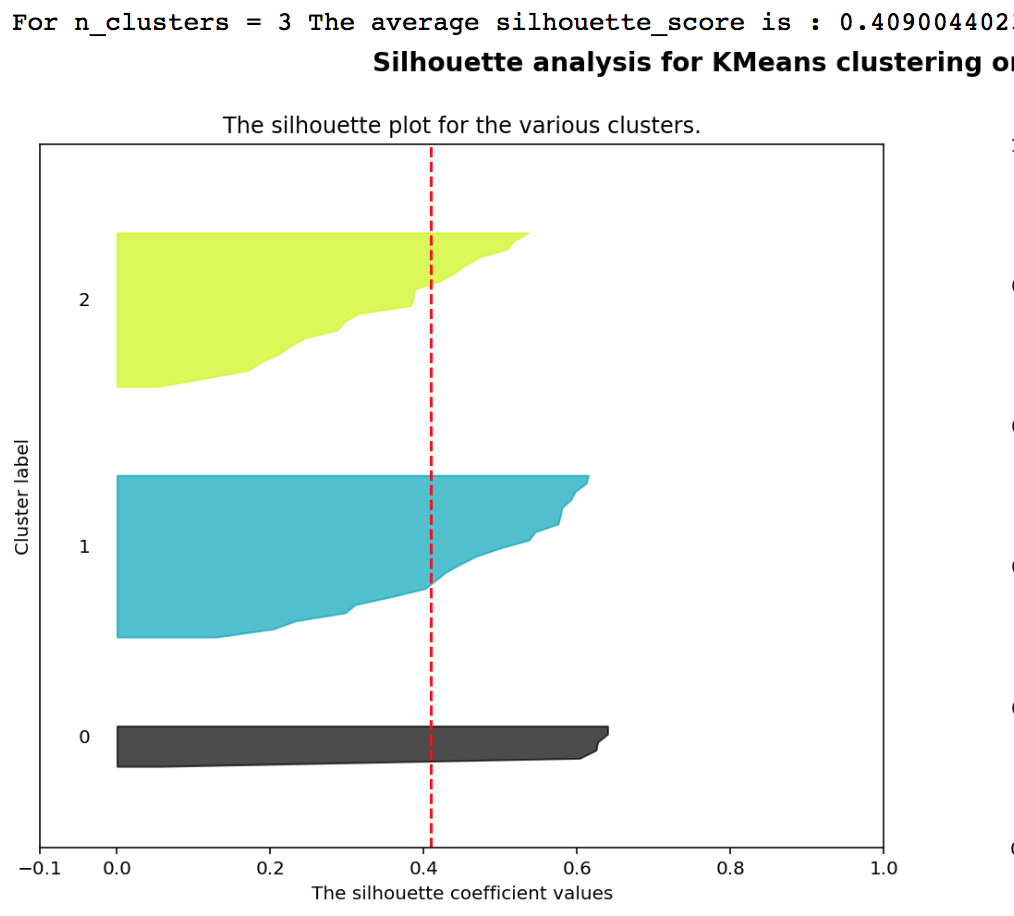 For n_clusters = 3 The average silhouette_score is : 0.409004402
Silhouette analysis for KMeans clustering
The silhouette plot for the various clusters.
2
1
0
Cluster label
−0.1 0.0 0.2 0.4 0.6 0.8 1.0
The silhouette coefficient values